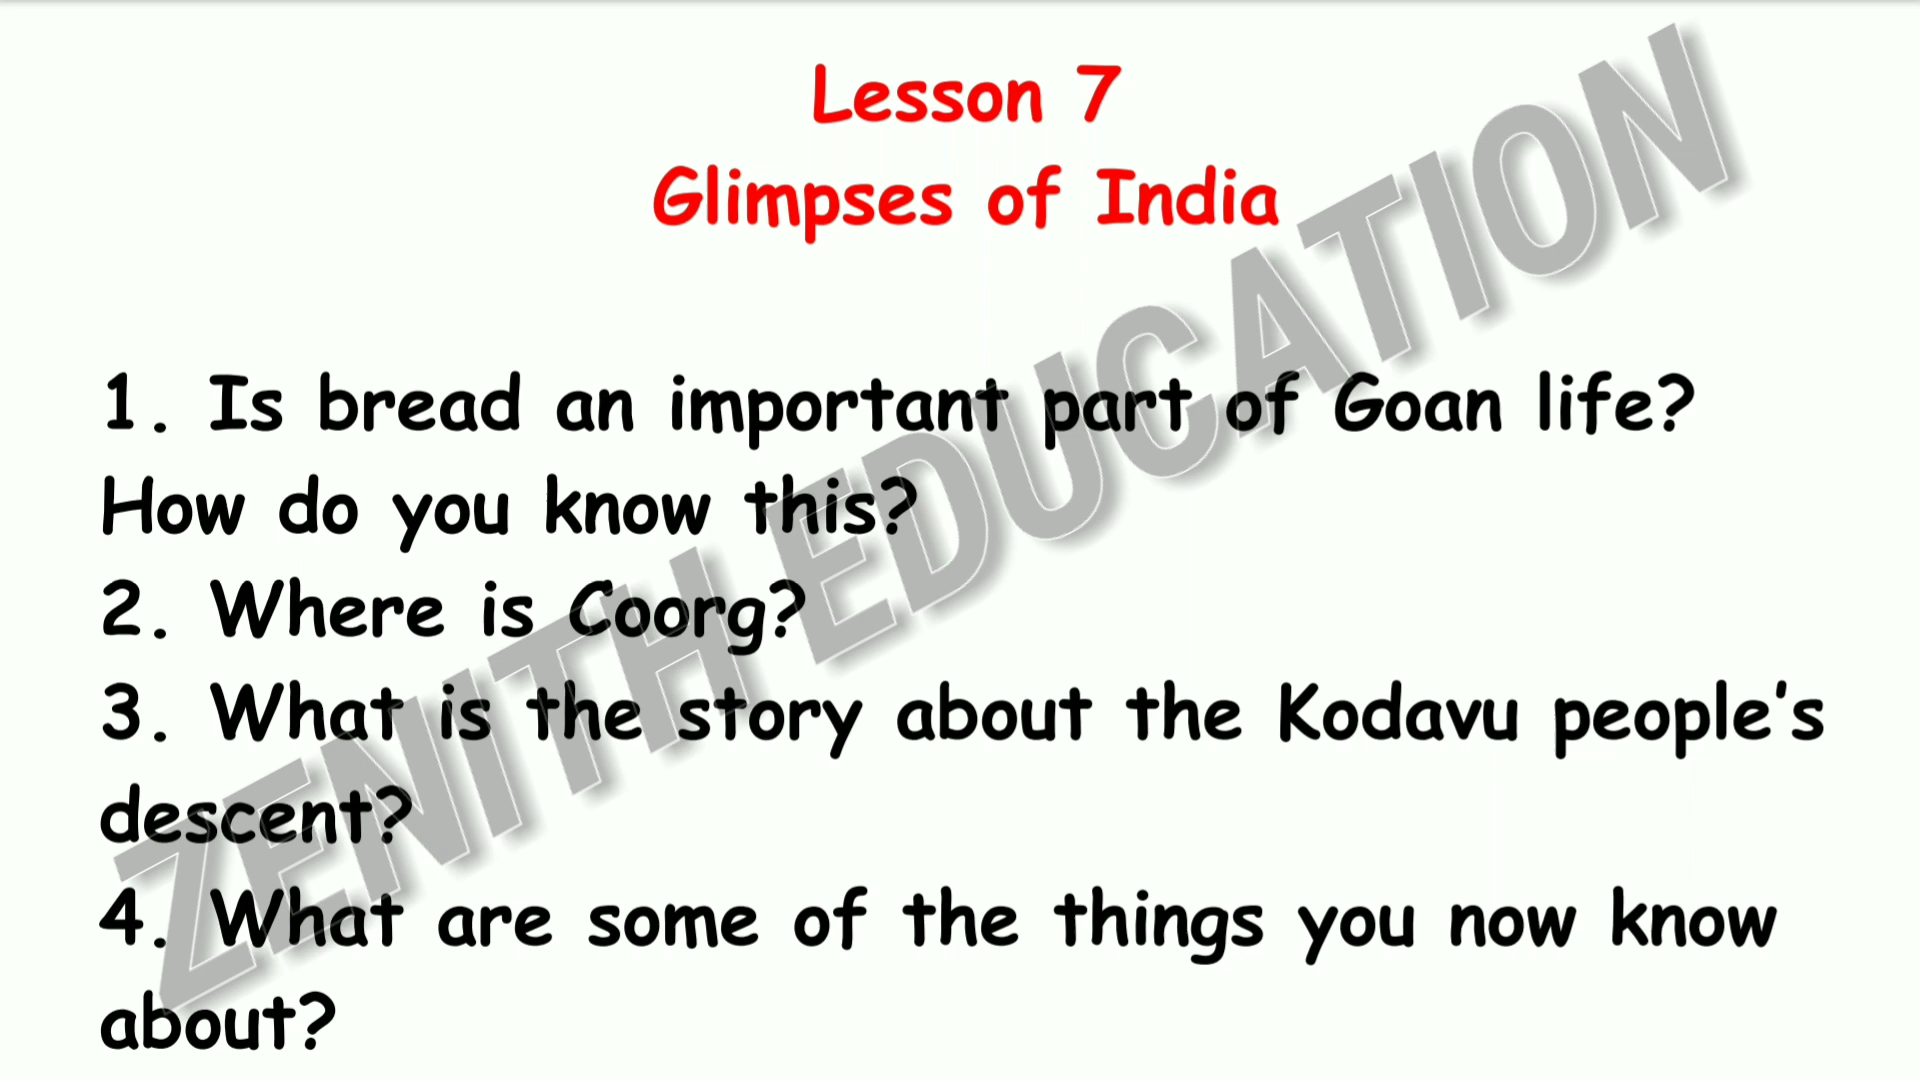 Lesson 7
Glimpses of India
1. Is bread an important part of Goan life?
How do you know this?
2. Where is Coorg?
3. What is the story about the Kodavu people's
descent?
4. What are some of the things you now know
about?
ZENITH EDUCATION